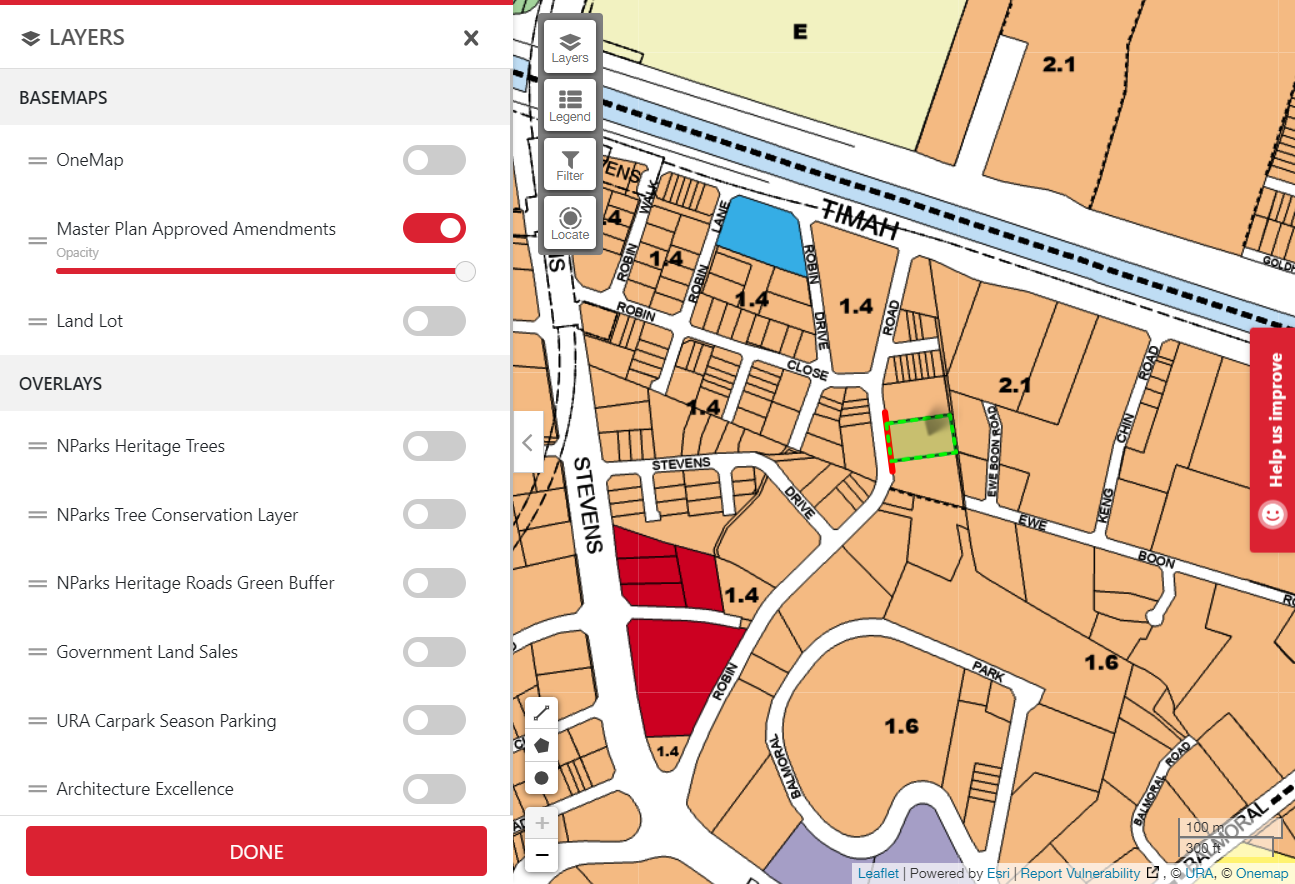 LAYERS
BASEMAPS
OneMap
Master Plan Approved Amendments
Opacity
Land Lot
OVERLAYS
NParks Heritage Trees
NParks Tree Conservation Layer
NParks Heritage Roads Green Buffer
Government Land Sales
URA Carpark Season Parking
Architecture Excellence
DONE
Layers
Legend
Filter
Locate
E
2.1
TIMAH
WALK
LANE
ROBIN
ROBIN
ROBIN
1.4
1.4
1.4
ROBIN
DRIVE
ROAD
CLOSE
1.4
2.1
ROAD
CHIN
KENG
EWE BOON ROAD
EWE
BOON
STEVENS
STEVENS
DRIVE
1.4
ROBIN
1.4
1.6
PARK
1.6
BALMORAL
BALMORAL ROAD
BALMORAL
Help us improve
100 m
300 ft
Leaflet | Powered by Esri | Report Vulnerability , © URA, © Onemap